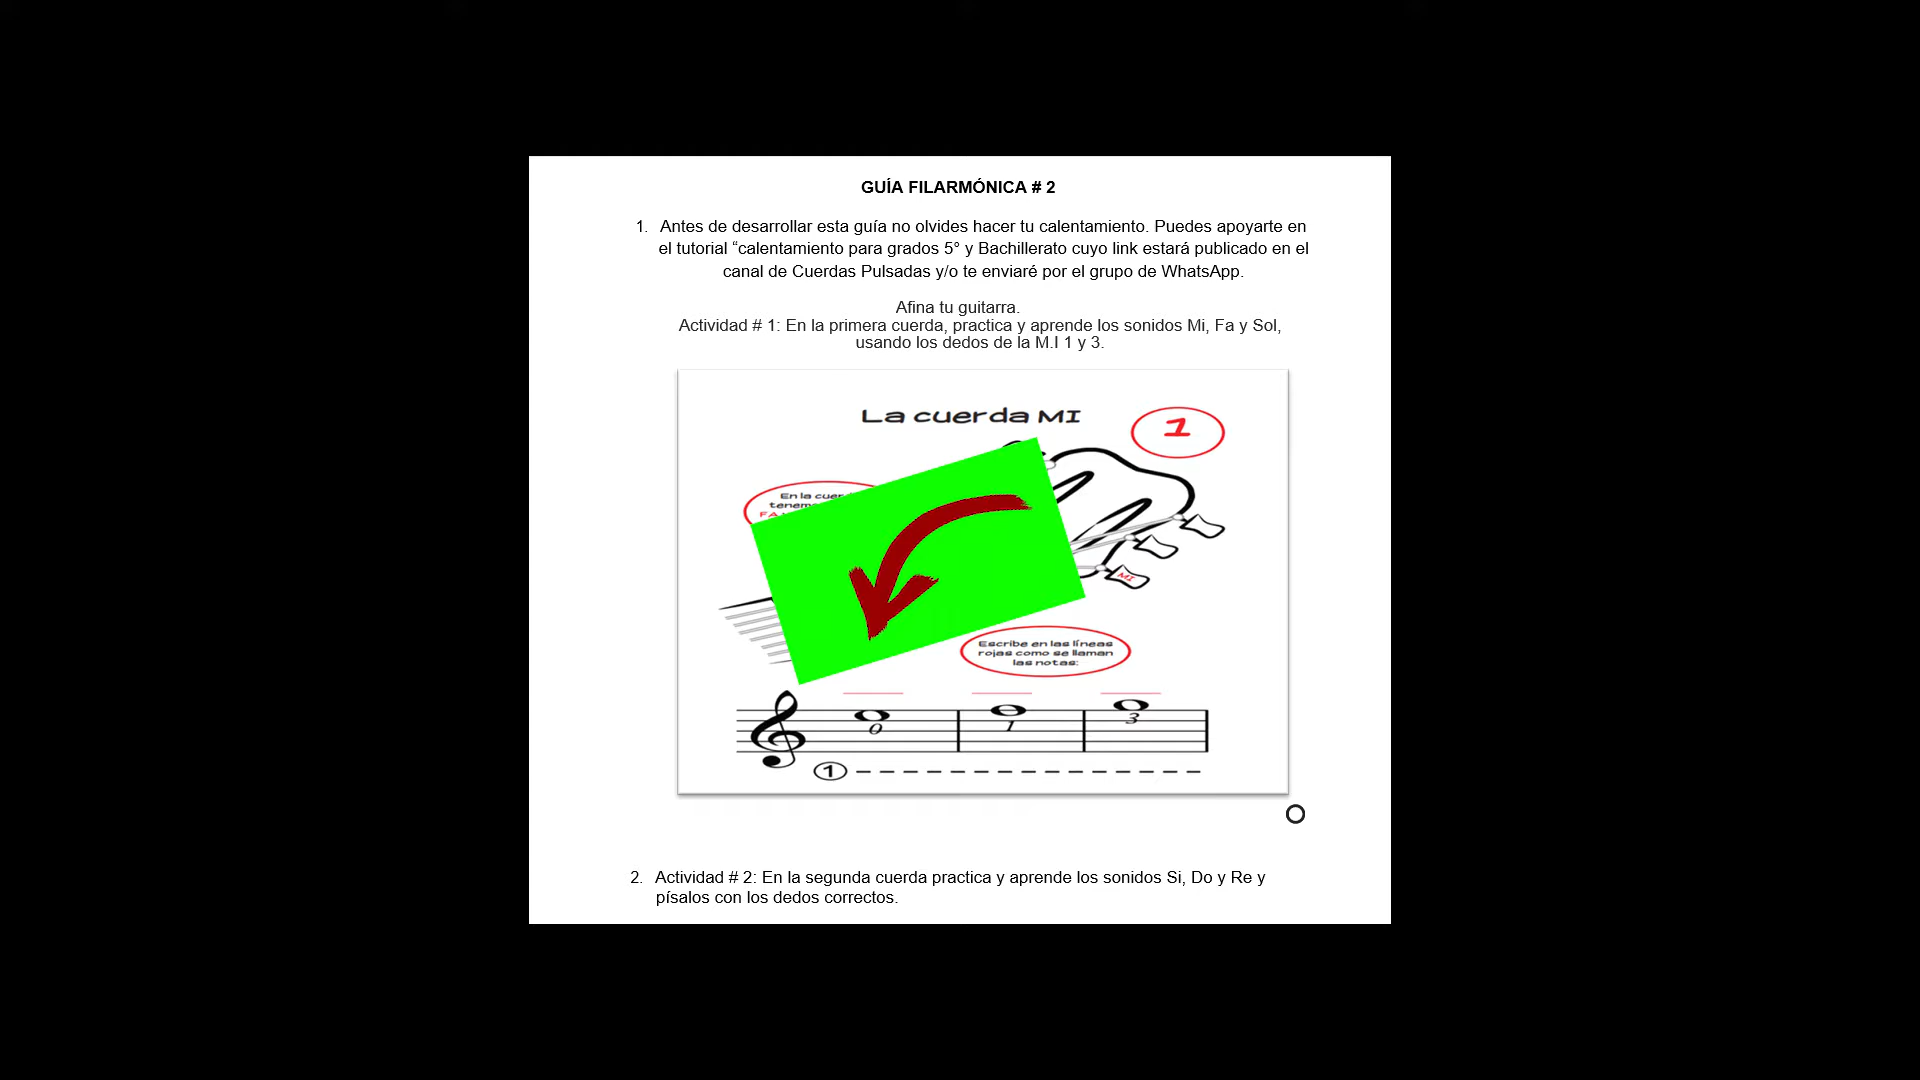 GUÍA FILARMÓNICA # 2
1. Antes de desarrollar esta guía no olvides hacer tu calentamiento. Puedes apoyarte en
el tutorial “calentamiento para grados 5° y Bachillerato cuyo link estará publicado en el
canal de Cuerdas Pulsadas y/o te enviaré por el grupo de WhatsApp.
Afina tu guitarra.
Actividad # 1: En la primera cuerda, practica y aprende los sonidos Mi, Fa y Sol,
usando los dedos de la M.I 1 y 3.
La cuerda MI
1
En la
FA
MI
Escribe en las líneas
rojas como se llaman
las notas:
0 1 3
1
2. Actividad # 2: En la segunda cuerda practica y aprende los sonidos Si, Do y Re y
písalos con los dedos correctos.